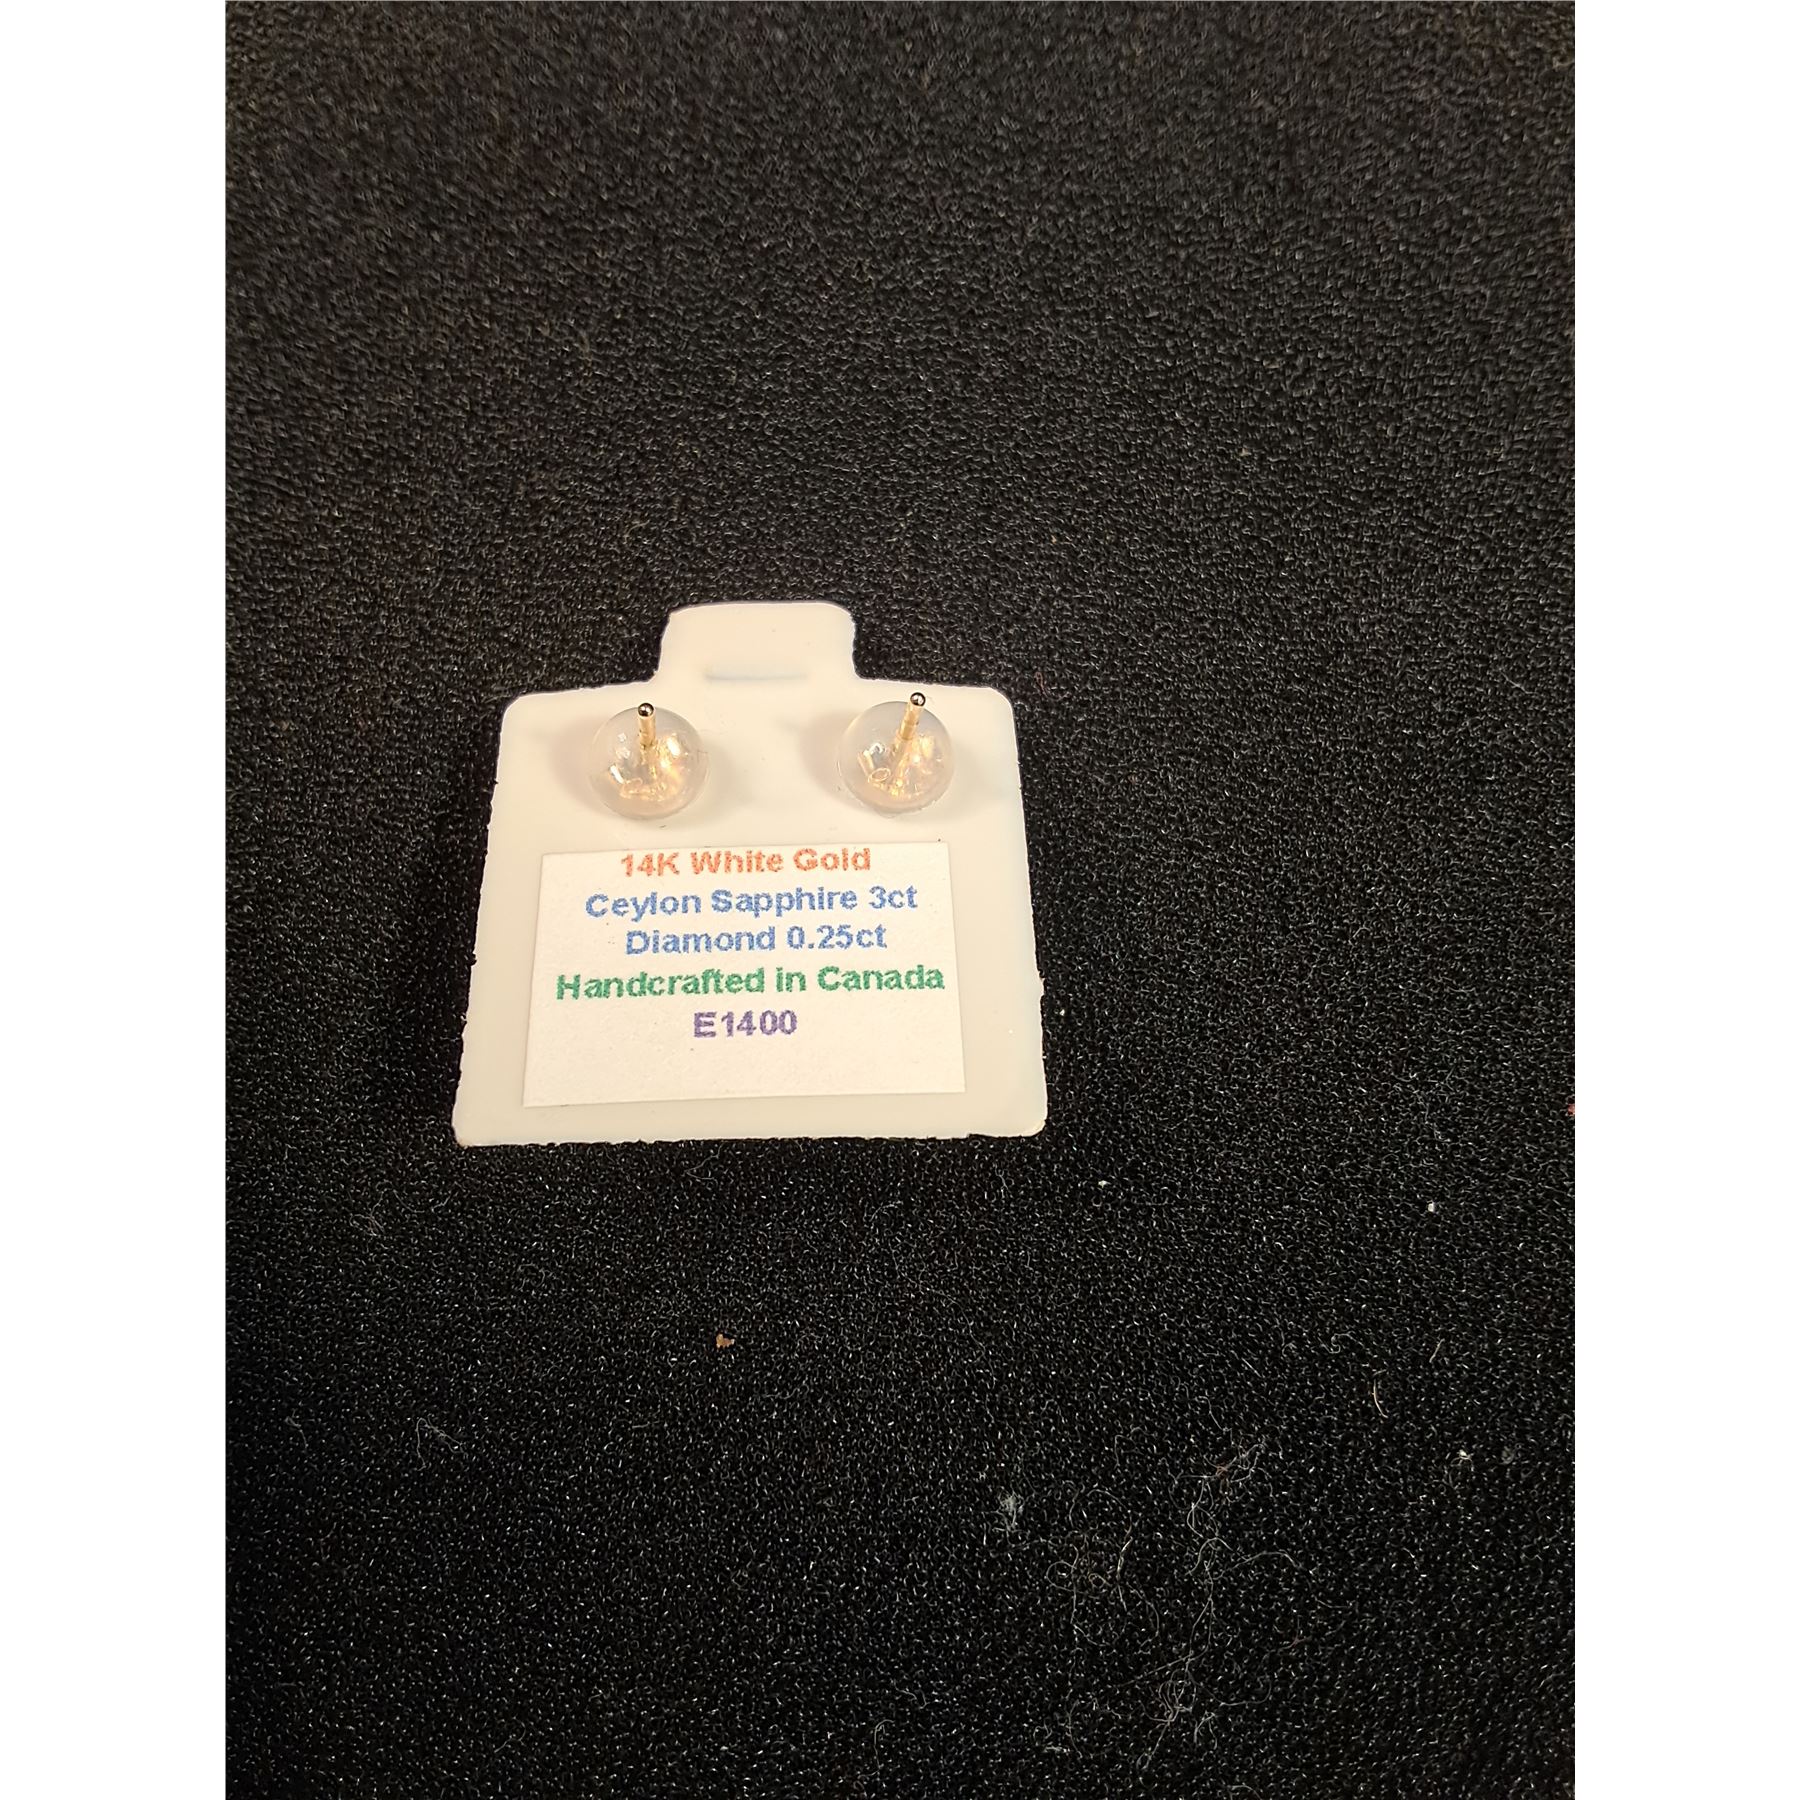 14K White Gold
Ceylon Sapphire 3ct
Diamond 0.25ct
Handcrafted in Canada
E1400